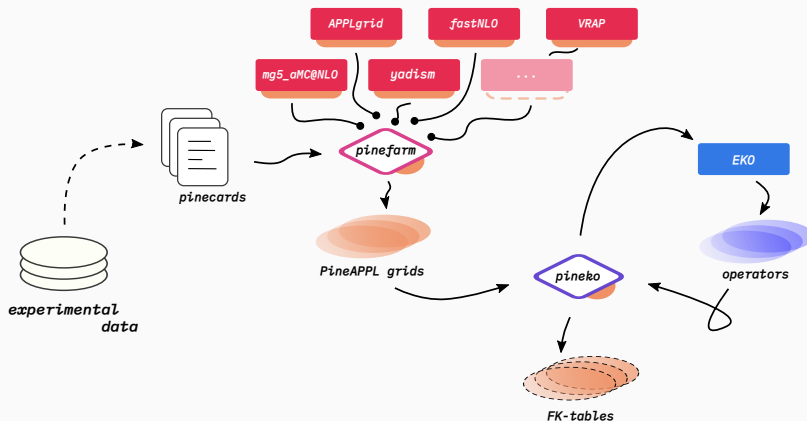 APPLgrid
fastNLO
VRAP
mg5_aMC@NLO
yadism
...
pinefarm
EKO
pinecards
PineAPPL grids
pineko
operators
experimental
data
FK-tables